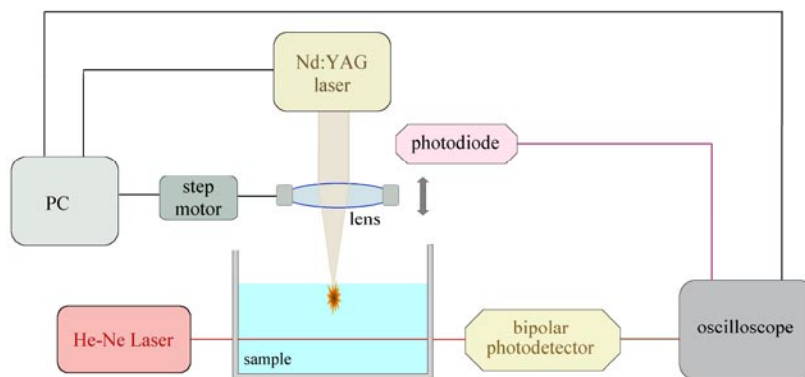 Nd:YAG
laser
photodiode
PC
step
motor
lens
He-Ne Laser
sample
bipolar
photodetector
oscilloscope